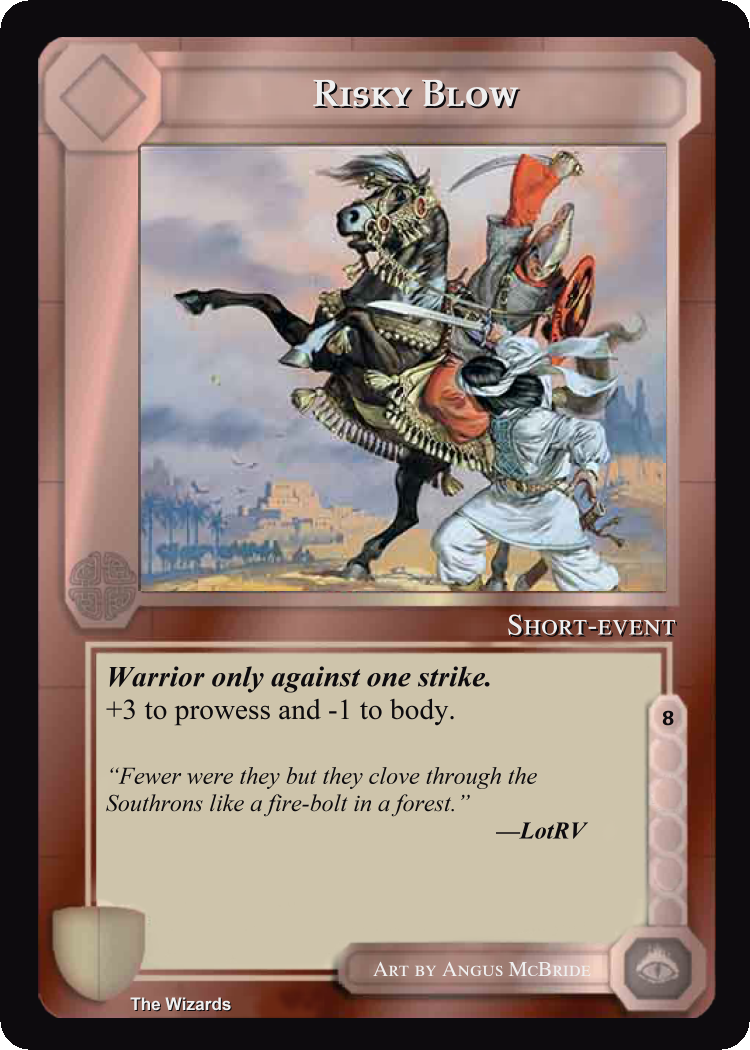 Risky Blow
Short-event
Warrior only against one strike.
+3 to prowess and -1 to body.
8
“Fewer were they but they clove through the
Southrons like a fire-bolt in a forest.”
—LotRV
Art by Angus McBride
The Wizards